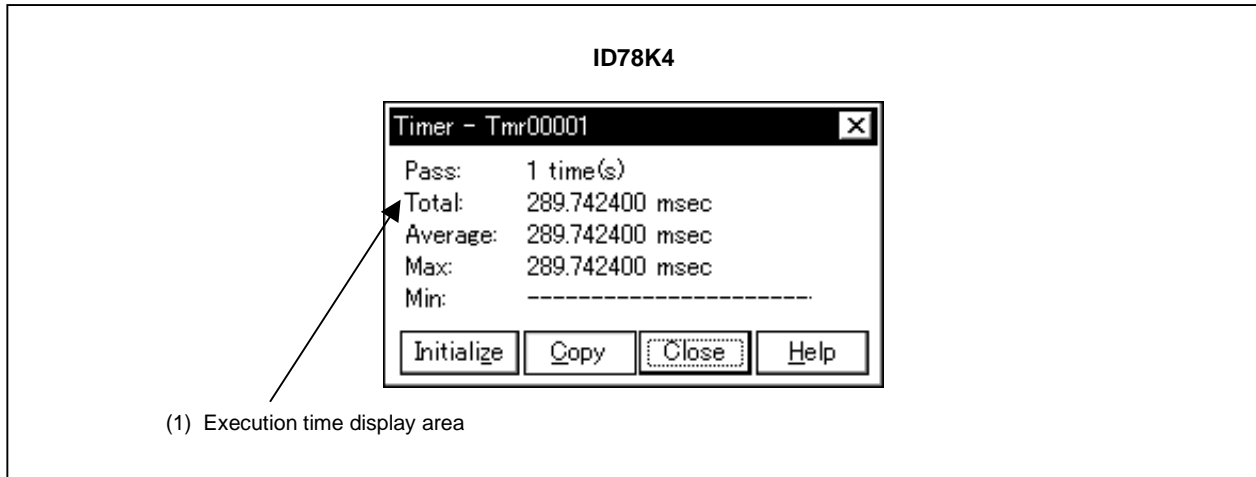 ID78K4
Timer - Tmr00001
Pass: 1 time(s)
Total: 289.742400 msec
Average: 289.742400 msec
Max: 289.742400 msec
Min: -----------------------
Initialize Copy Close Help
(1) Execution time display area